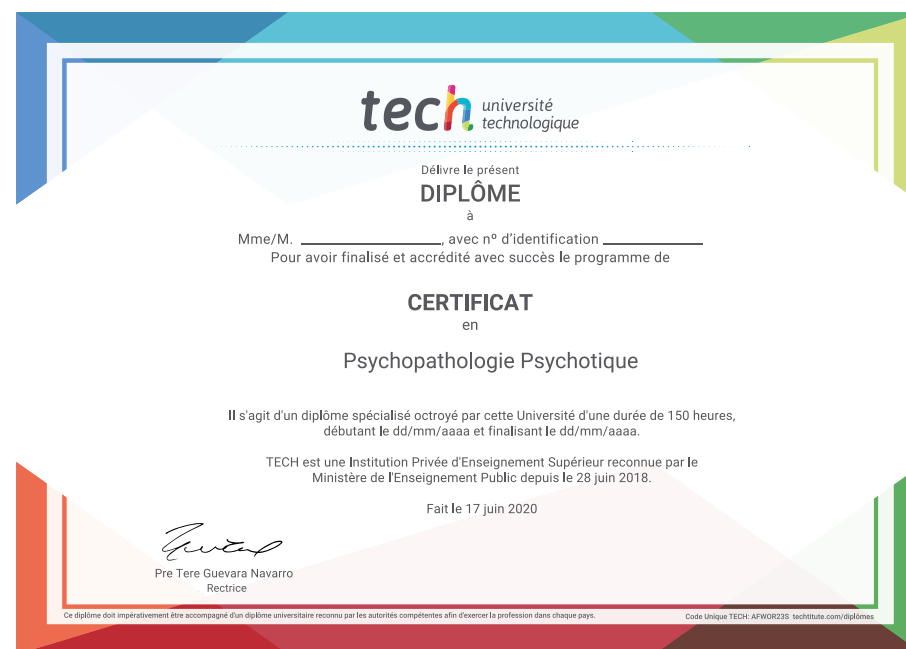 tech université
technologique
Délivre le présent
DIPLÔME
à
Mme/M. ____________________, avec nº d'identification ______________
Pour avoir finalisé et accrédité avec succès le programme de
CERTIFICAT
en
Psychopathologie Psychotique
Il s'agit d'un diplôme spécialisé octroyé par cette Université d'une durée de 150 heures,
débutant le dd/mm/aaaa et finalisant le dd/mm/aaaa.
TECH est une Institution Privée d'Enseignement Supérieur reconnue par le
Ministère de l'Enseignement Public depuis le 28 juin 2018.
Fait le 17 juin 2020
Pre Tere Guevara Navarro
Rectrice
Ce diplôme doit impérativement être accompagné d'un diplôme universitaire reconnu par les autorités compétentes afin d'exercer la profession dans chaque pays.
Code Unique TECH: AFWOR23S techtitute.com/diplômes